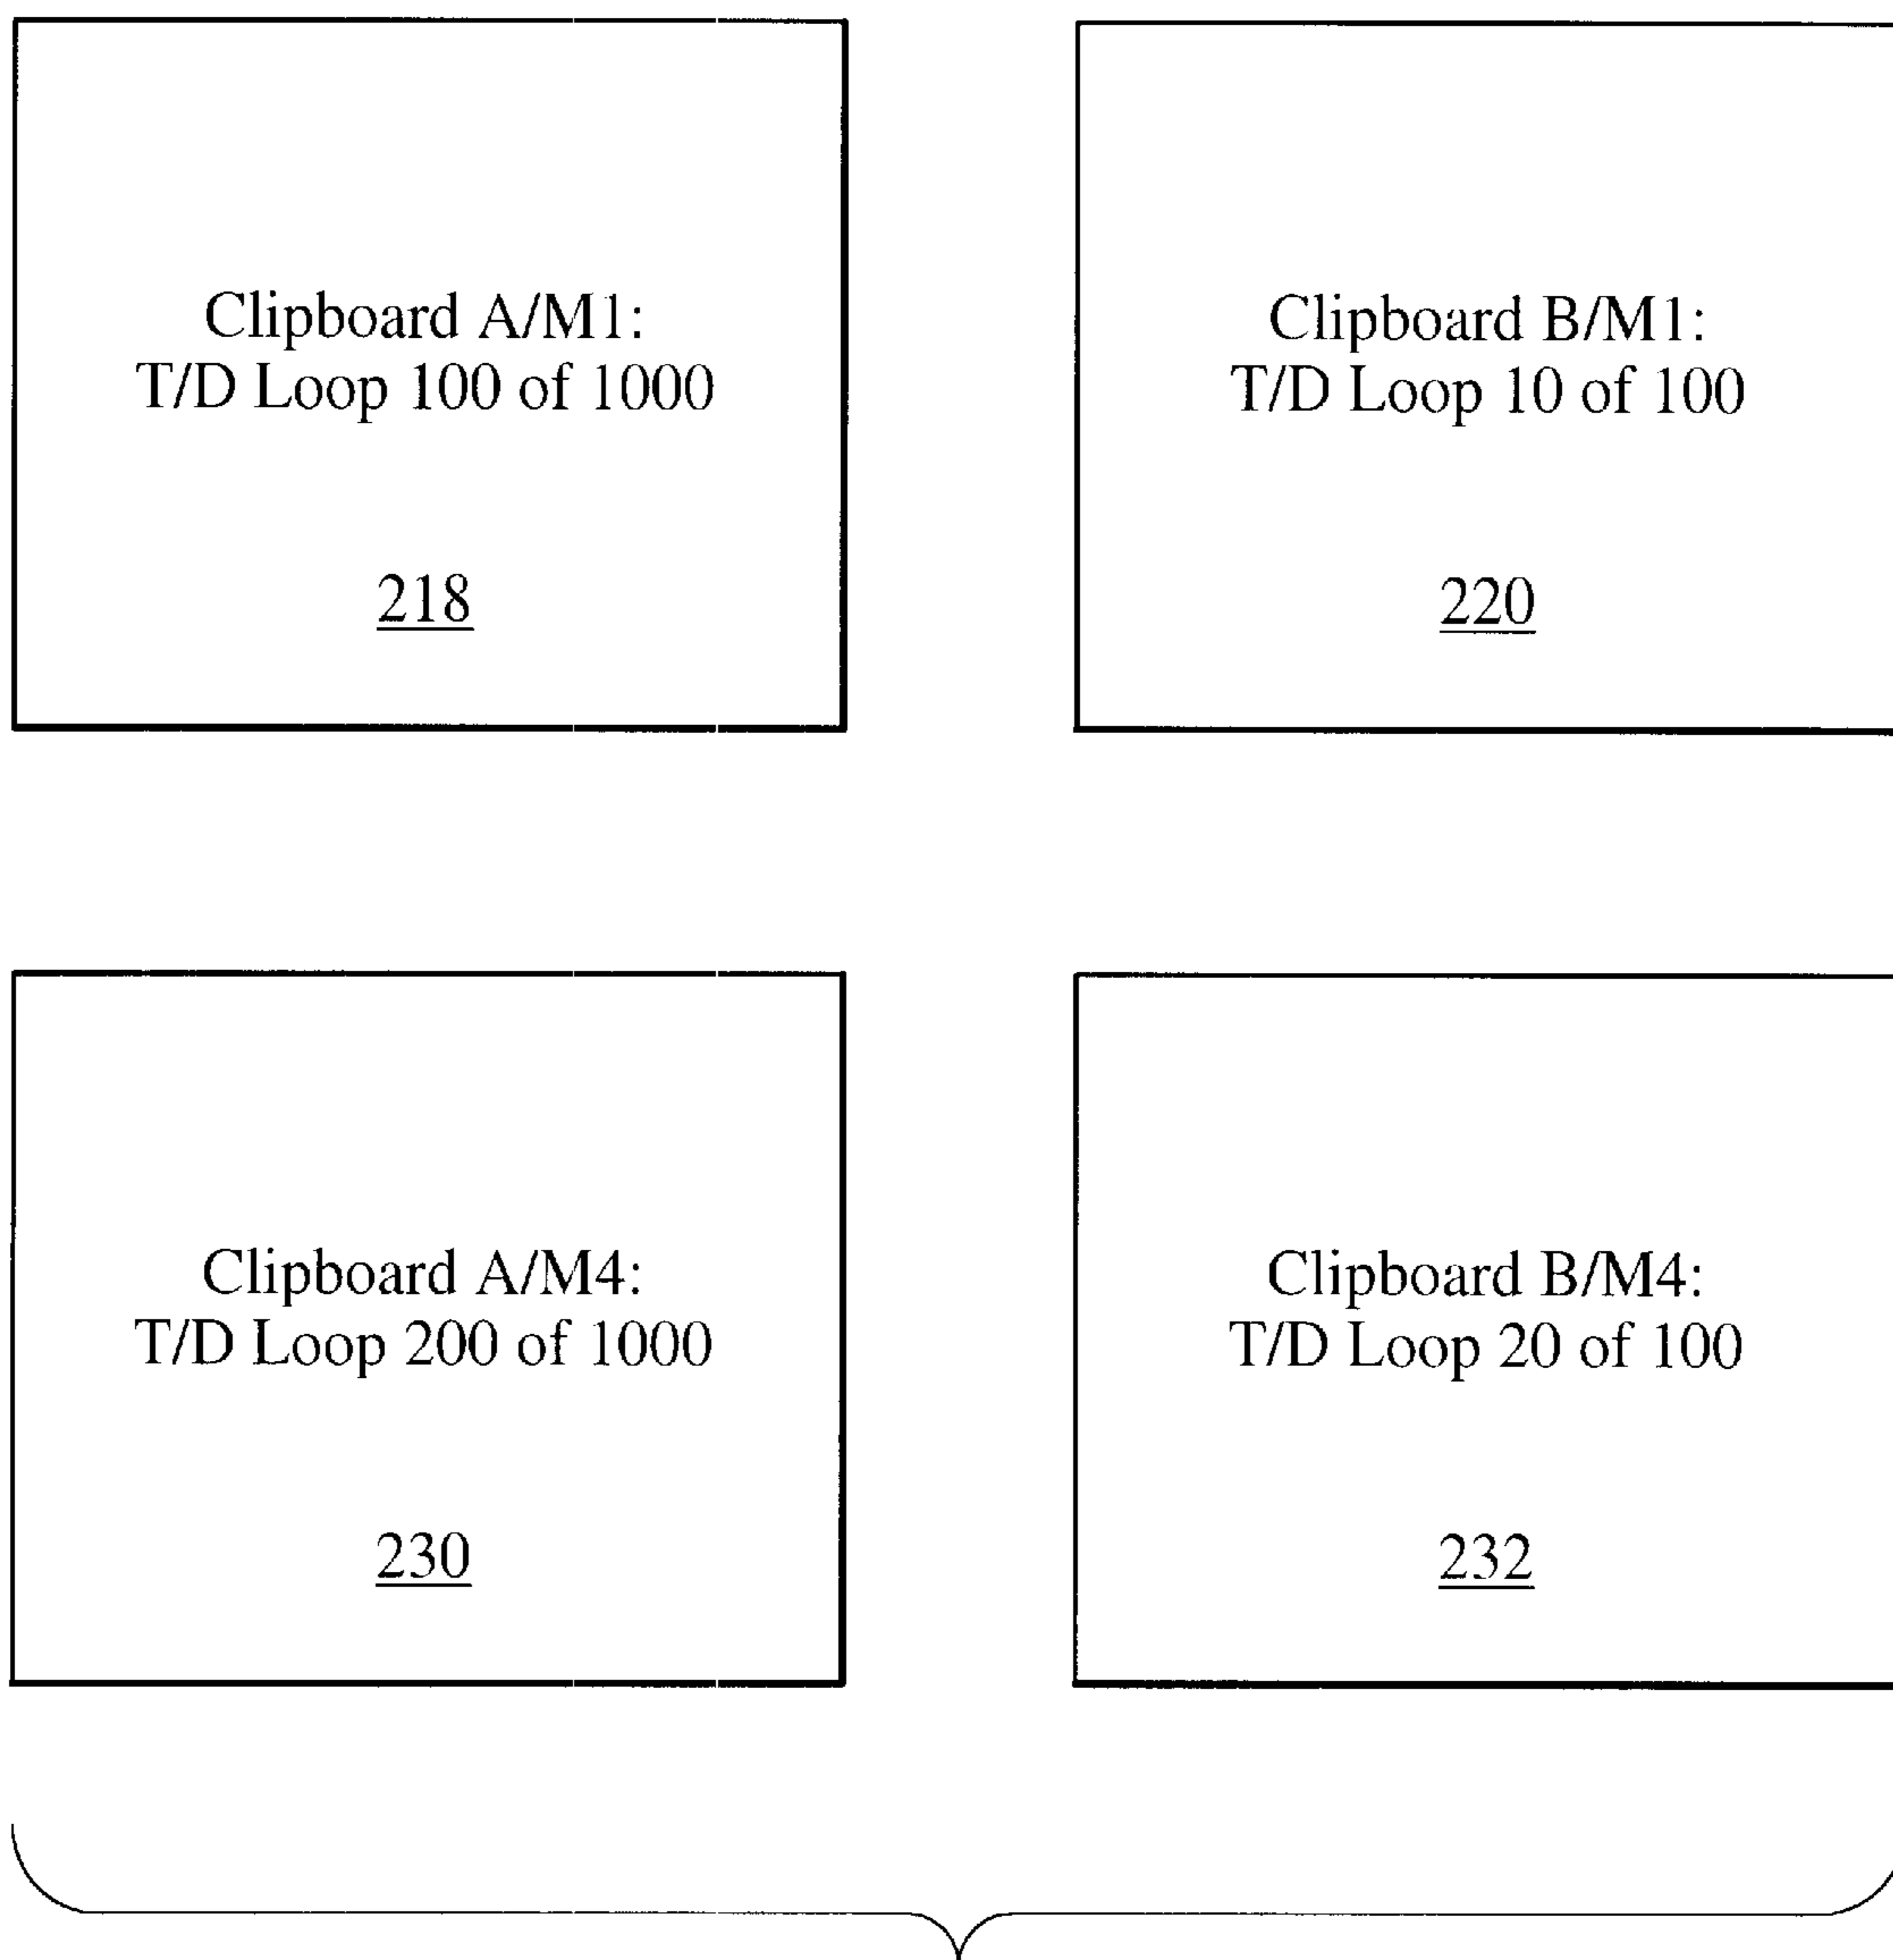 Clipboard A/M1:
T/D Loop 100 of 1000
218
Clipboard B/M1:
T/D Loop 10 of 100
220
Clipboard A/M4:
T/D Loop 200 of 1000
230
Clipboard B/M4:
T/D Loop 20 of 100
232